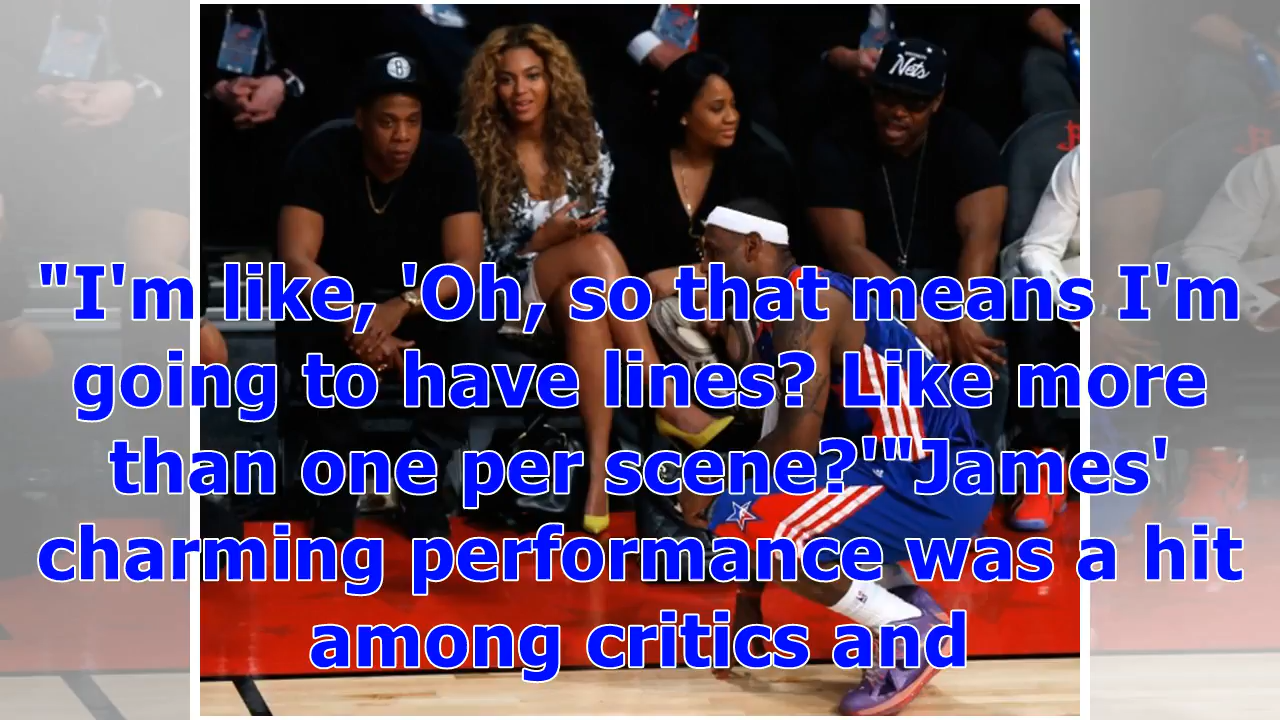 Nets
"I'm like, 'Oh, so that means I'm
going to have lines? Like more
than one per scene?'"James'
charming performance was a hit
among critics and